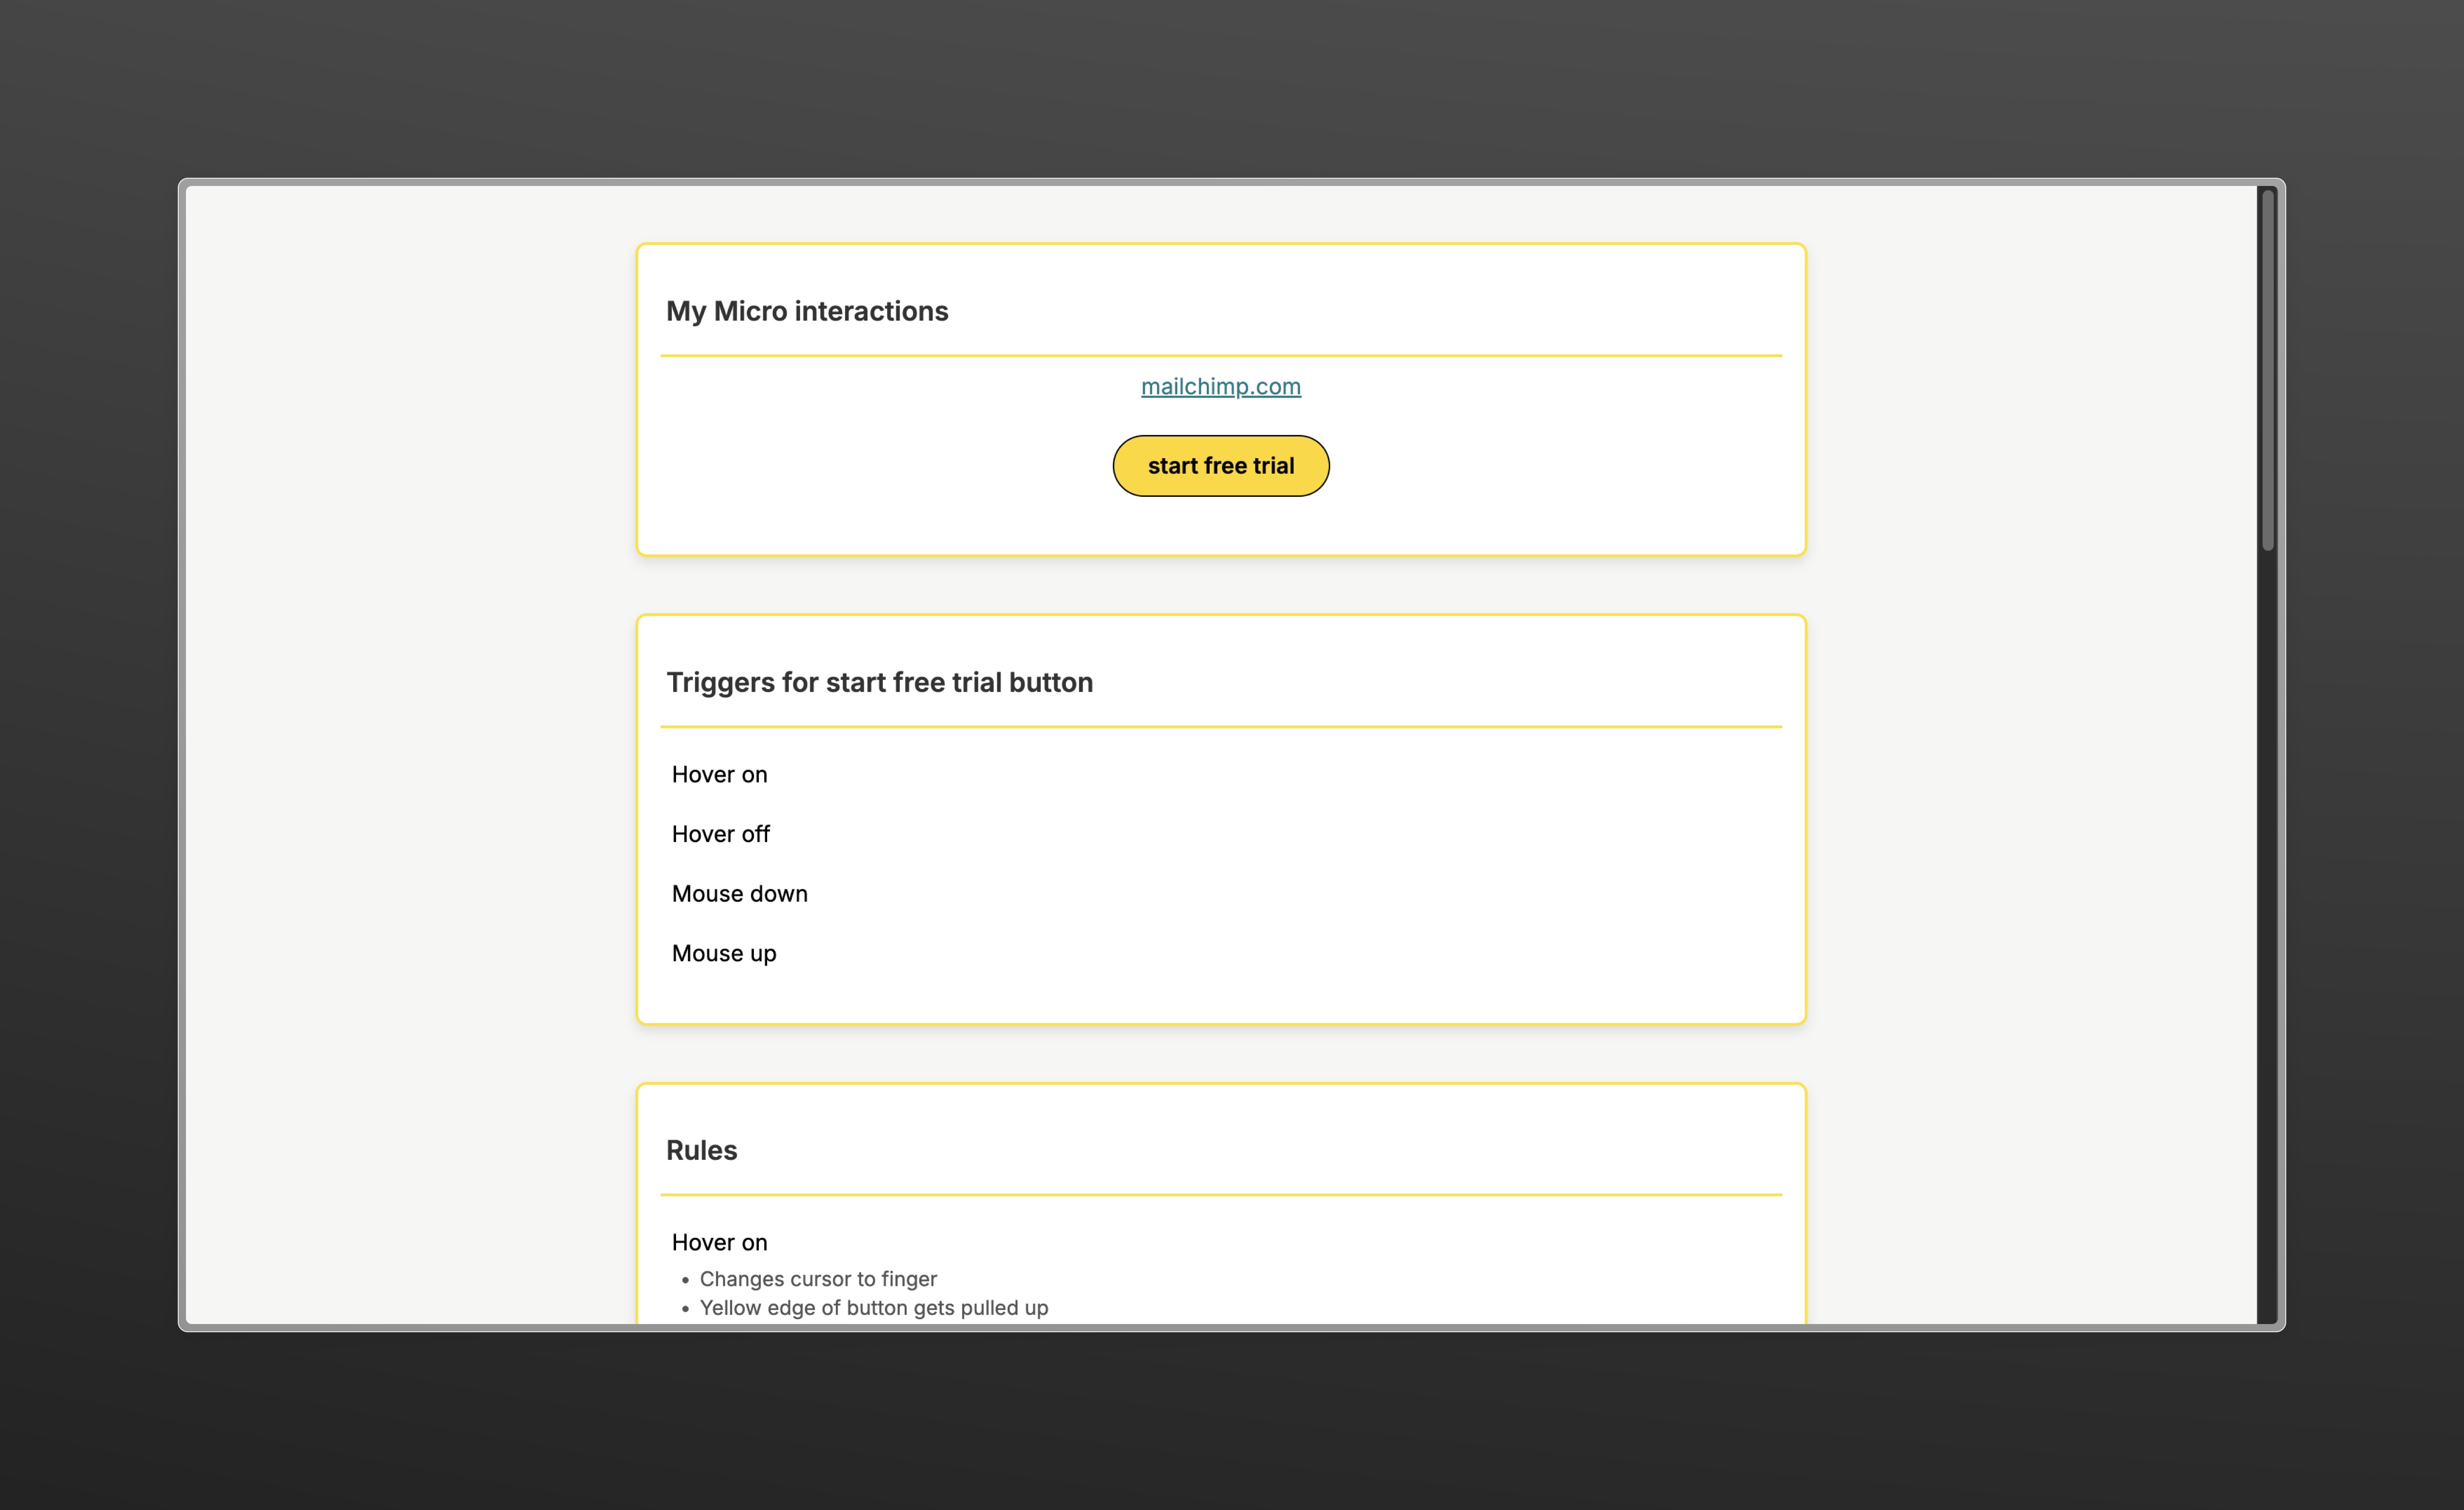 My Micro interactions
mailchimp.com
start free trial
Triggers for start free trial button
Hover on
Hover off
Mouse down
Mouse up
Rules
Hover on
• Changes cursor to finger
• Yellow edge of button gets pulled up